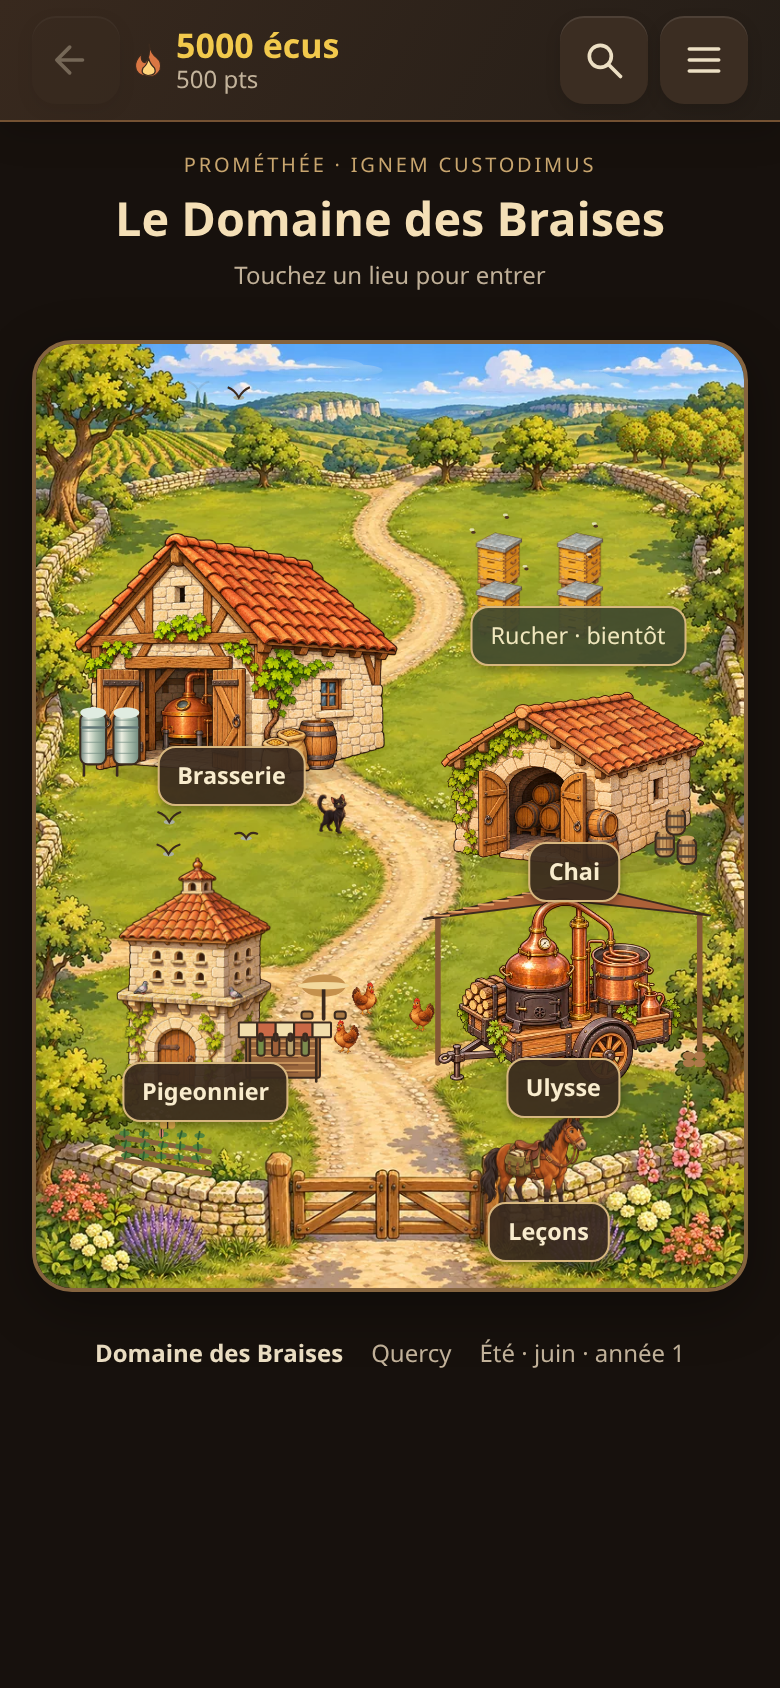 5000 écus
500 pts
PROMÉTHÉE · IGNEM CUSTODIMUS
Le Domaine des Braises
Touchez un lieu pour entrer
Rucher · bientôt
Brasserie
Chai
Pigeonnier
Ulysse
Leçons
Domaine des Braises Quercy Été · juin · année 1